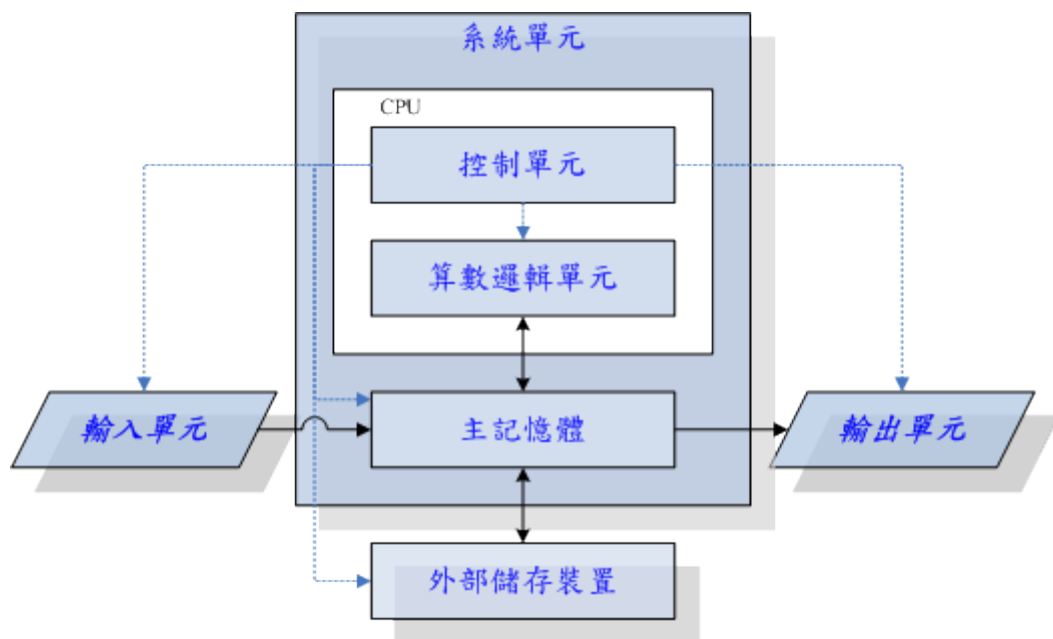 系統單元
CPU
控制單元
算數邏輯單元
輸入單元
主記憶體
輸出單元
外部儲存裝置